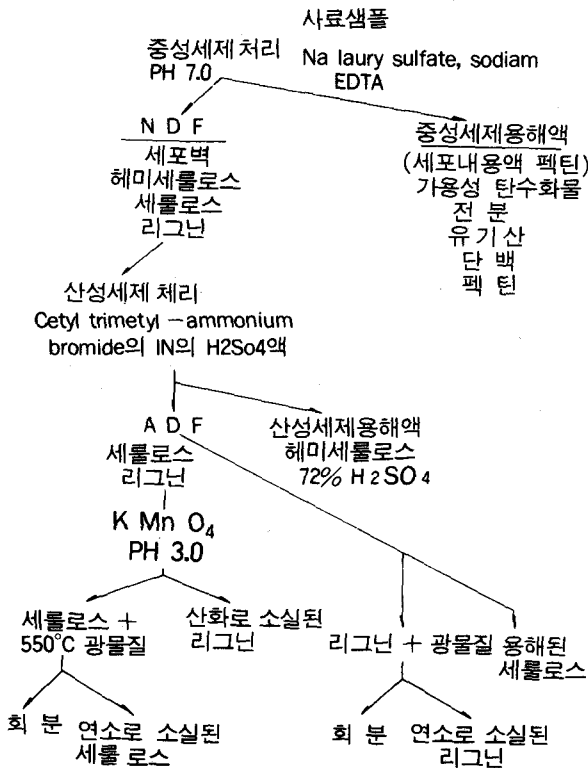 사료샘플
중성세제 처리
PH 7.0
Na laury sulfate, sodiam
EDTA
N D F
세포벽
헤미세룰로스
세룰로스
리그닌
중성세제용해액
(세포내용액 펙틴)
가용성 탄수화물
전 분
유기산
단 백
펙 틴
산성세제 체리
Cetyl trimetyl –ammonium
bromide의 IN의 H2So4액
A D F
세룰로스
리그닌
산성세제용해액
헤미세룰로스
72% H 2 SO 4
K Mn O4
PH 3.0
세룰로스 +
550°C 광물질
산화로 소실된
리그닌
리그닌 + 광물질
용해된
세룰로스
회 분
연소로 소실된
세룰 로스
회 분
연소로 소실된
리그닌